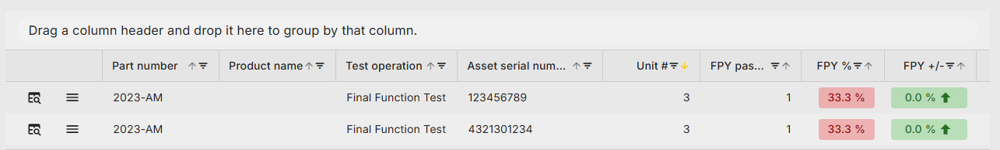 Drag a column header and drop it here to group by that column.
Part number Product name Test operation Asset serial num... Unit # FPY pas... FPY % FPY +/-
2023-AM Final Function Test 123456789 3 1 33.3 % 0.0 %
2023-AM Final Function Test 4321301234 3 1 33.3 % 0.0 %